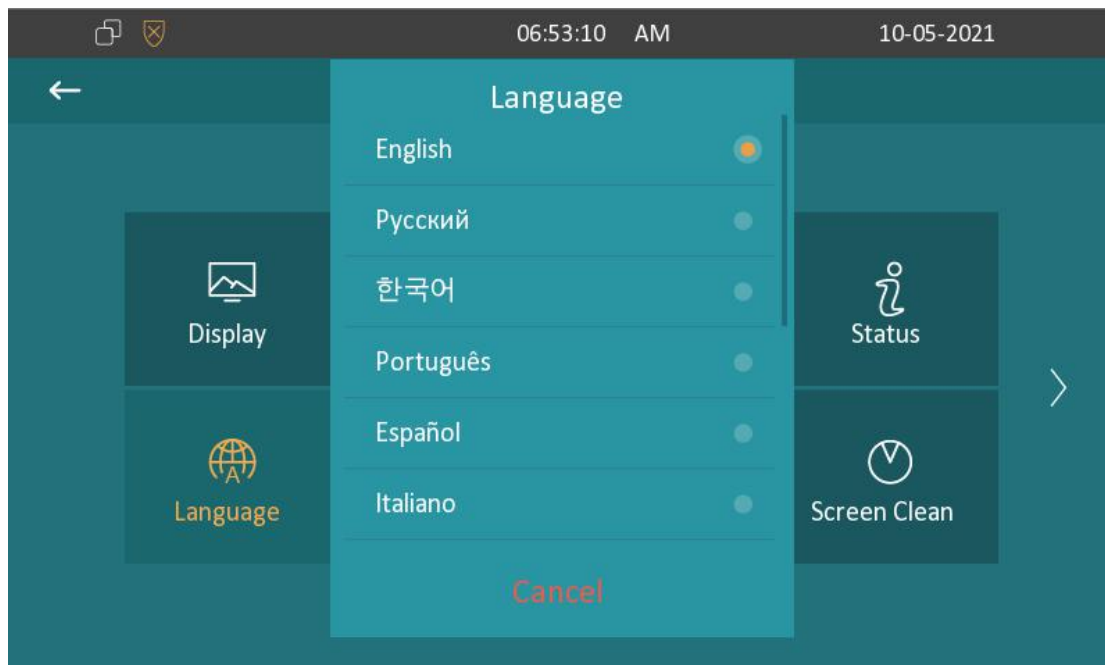 06:53:10 AM 10-05-2021
Language
English
Русский
한국어
Português
Español
Italiano
Cancel
Display
Language
A
Status
Screen Clean